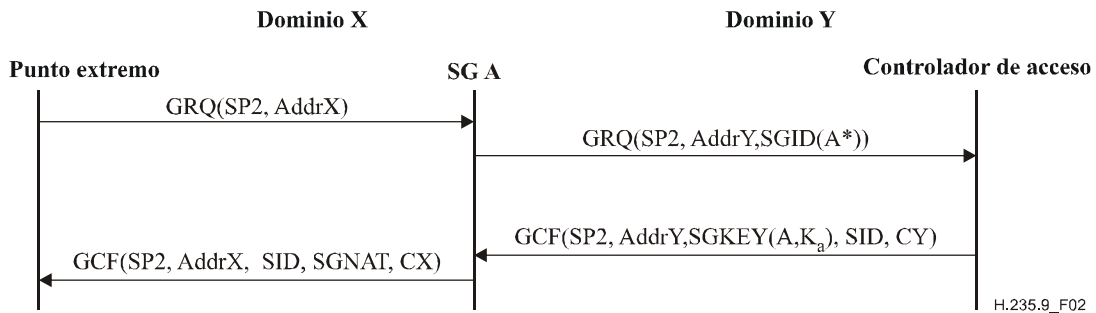 Dominio X
Dominio Y
Punto extremo
SG A
Controlador de acceso
GRQ(SP2, AddrX)
GRQ(SP2, AddrY,SGID(A*))
GCF(SP2, AddrY,SGKEY(A,Ka), SID, CY)
GCF(SP2, AddrX, SID, SGNAT, CX)
H.235.9_F02